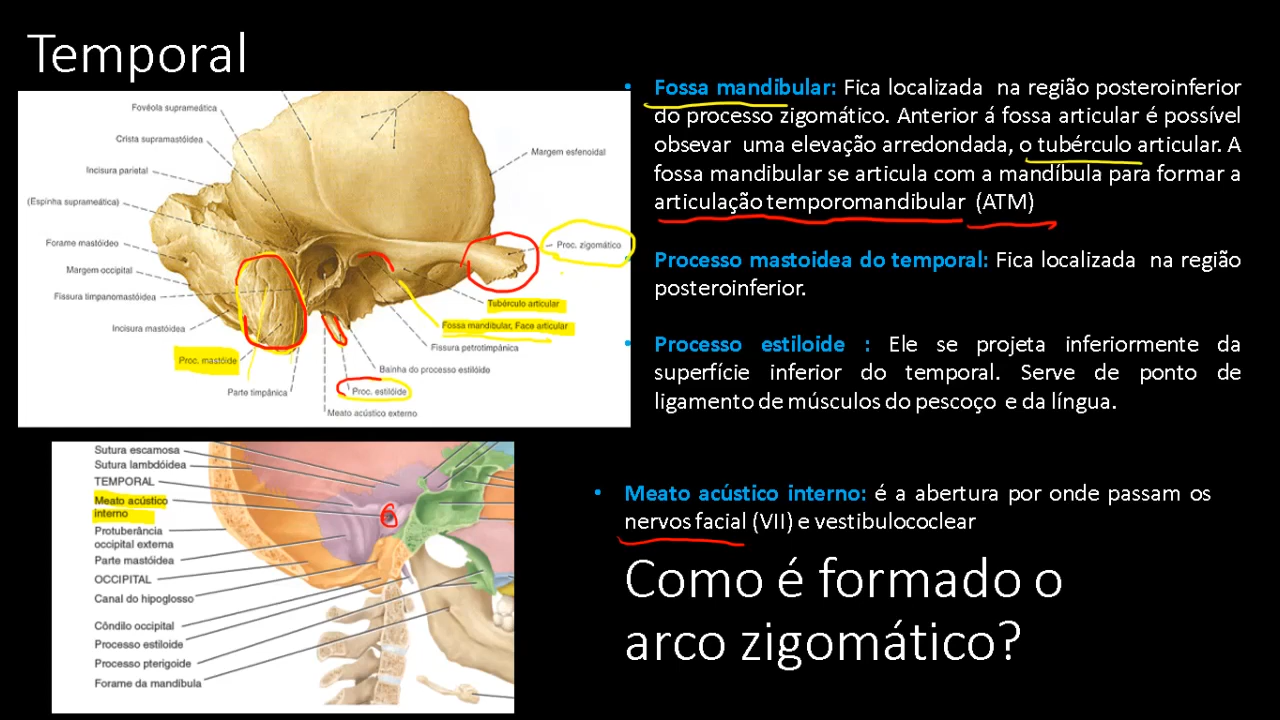 Temporal
Fovéola suprameática
Crista supramastóidea
Incisura parietal
(Espinha suprameática)
Forame mastóideo
Margem occipital
Fissura timpanomastóidea
Incisura mastóidea
Proc. mastóide
Parte timpânica
Margem esfenoidal
Proc. zigomático
Tubérculo articular
Fossa mandibular, Face articular
Fissura petrotimpânica
Bainha do processo estilóide
Proc. estilóide
Meato acústico externo
• Fossa mandibular: Fica localizada na região posteroinferior
do processo zigomático. Anterior á fossa articular é possível
obsevar uma elevação arredondada, o tubérculo articular. A
fossa mandibular se articula com a mandíbula para formar a
articulação temporomandibular (ATM)
• Processo mastoidea do temporal: Fica localizada na região
posteroinferior.
• Processo estiloide : Ele se projeta inferiormente da
superfície inferior do temporal. Serve de ponto de
ligamento de músculos do pescoço e da língua.
Sutura escamosa
Sutura lambdóidea
TEMPORAL
Meato acústico
interno
Protuberância
occipital externa
Parte mastóidea
OCCIPITAL
Canal do hipoglosso
Côndilo occipital
Processo estiloide
Processo pterigoide
Forame da mandíbula
• Meato acústico interno: é a abertura por onde passam os
nervos facial (VII) e vestibulococlear
Como é formado o
arco zigomático?